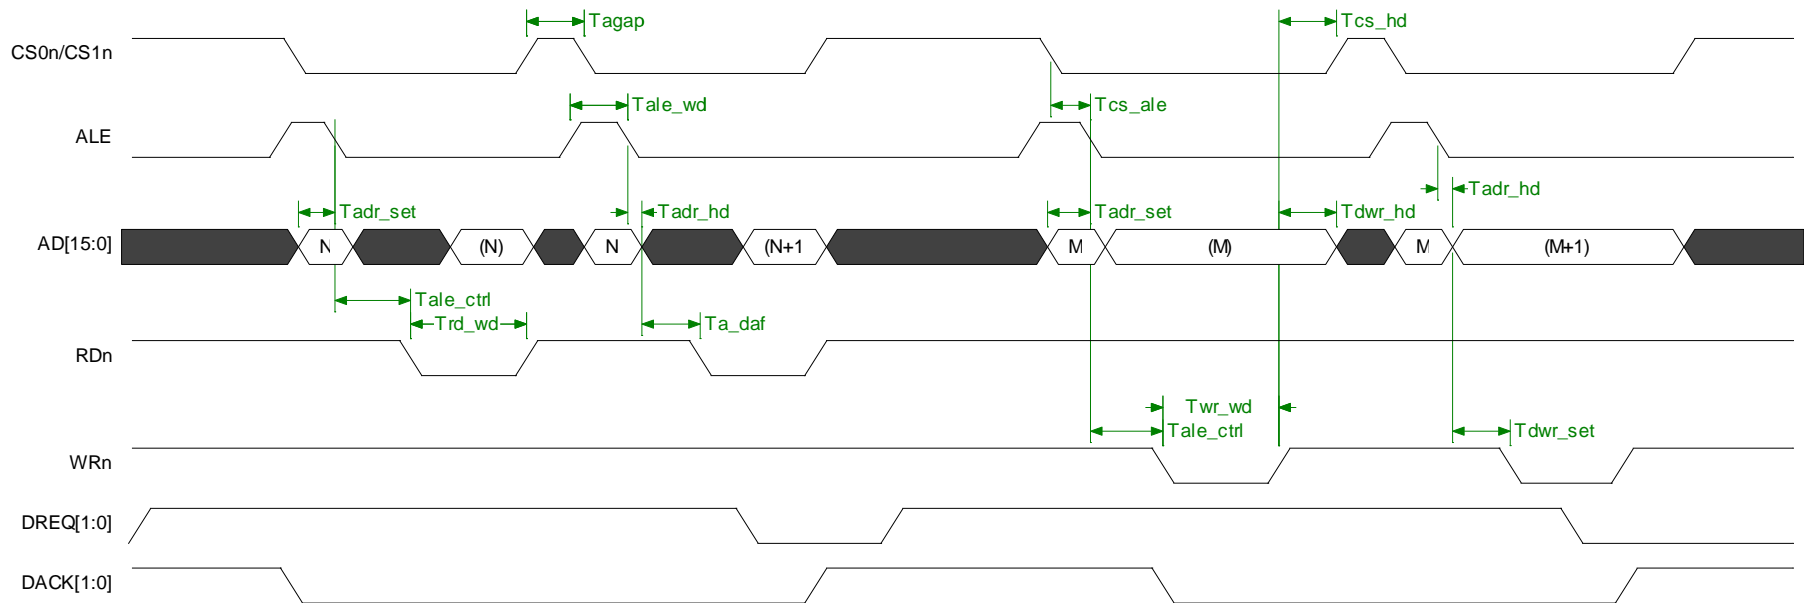 Tagap
Tcs_hd
CS0n/CS1n
Tale_wd
Tcs_ale
ALE
Tadr_hd
Tadr_set
Tadr_hd
Tadr_set
Tdwr_hd
AD[15:0]
N
(N)
N
(N+1
M
(M)
M
(M+1)
Tale_ctrl
Trd_wd
Ta_daf
RDn
Twr_wd
Tale_ctrl
Tdwr_set
WRn
DREQ[1:0]
DACK[1:0]